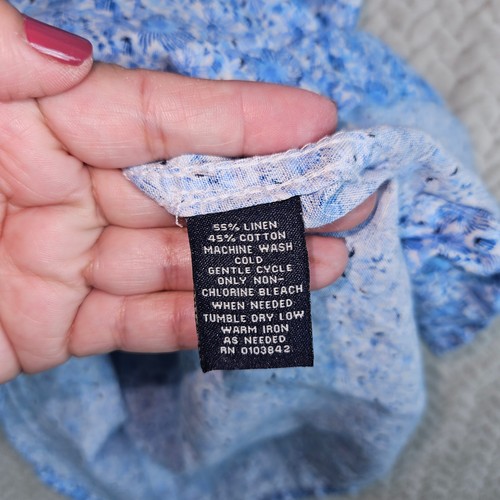 55% LINEN
45% COTTON
MACHINE WASH
COLD
GENTLE CYCLE
ONLY NON-
CHLORINE BLEACH
WHEN NEEDED
TUMBLE DRY LOW
WARM IRON
AS NEEDED
RN 0103842